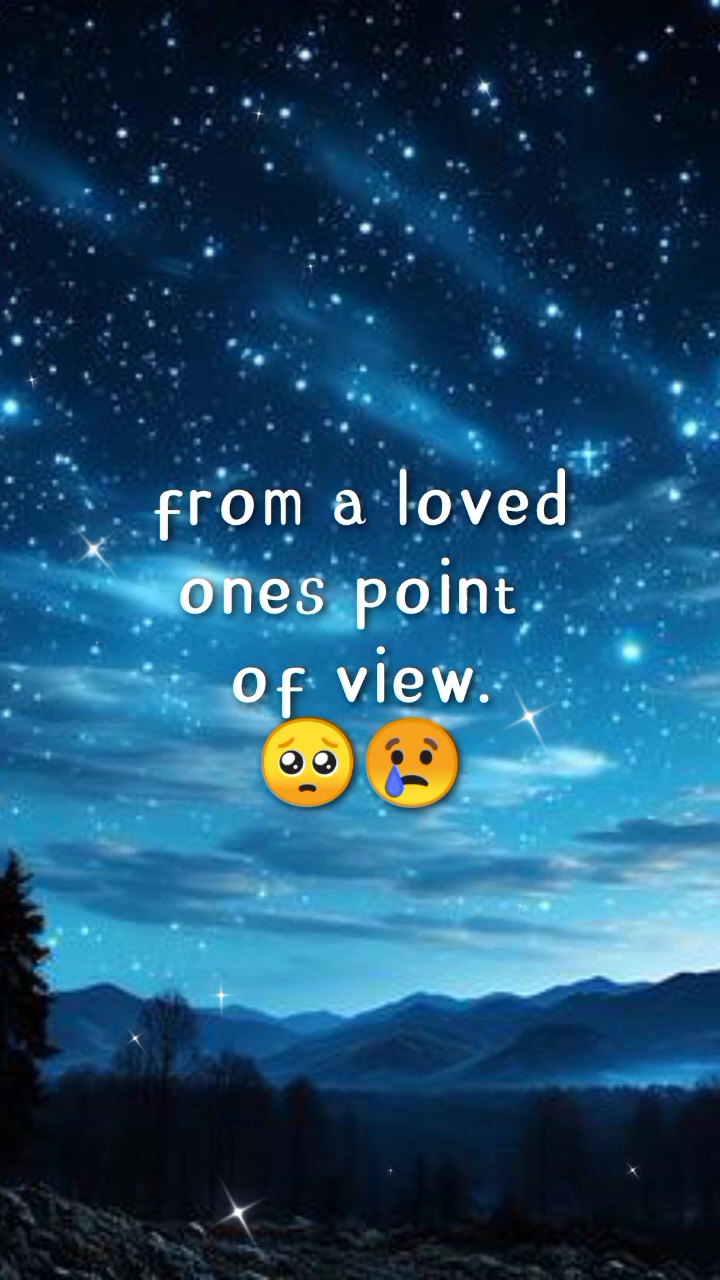 from a loved
ones point
of view.
🥺😢